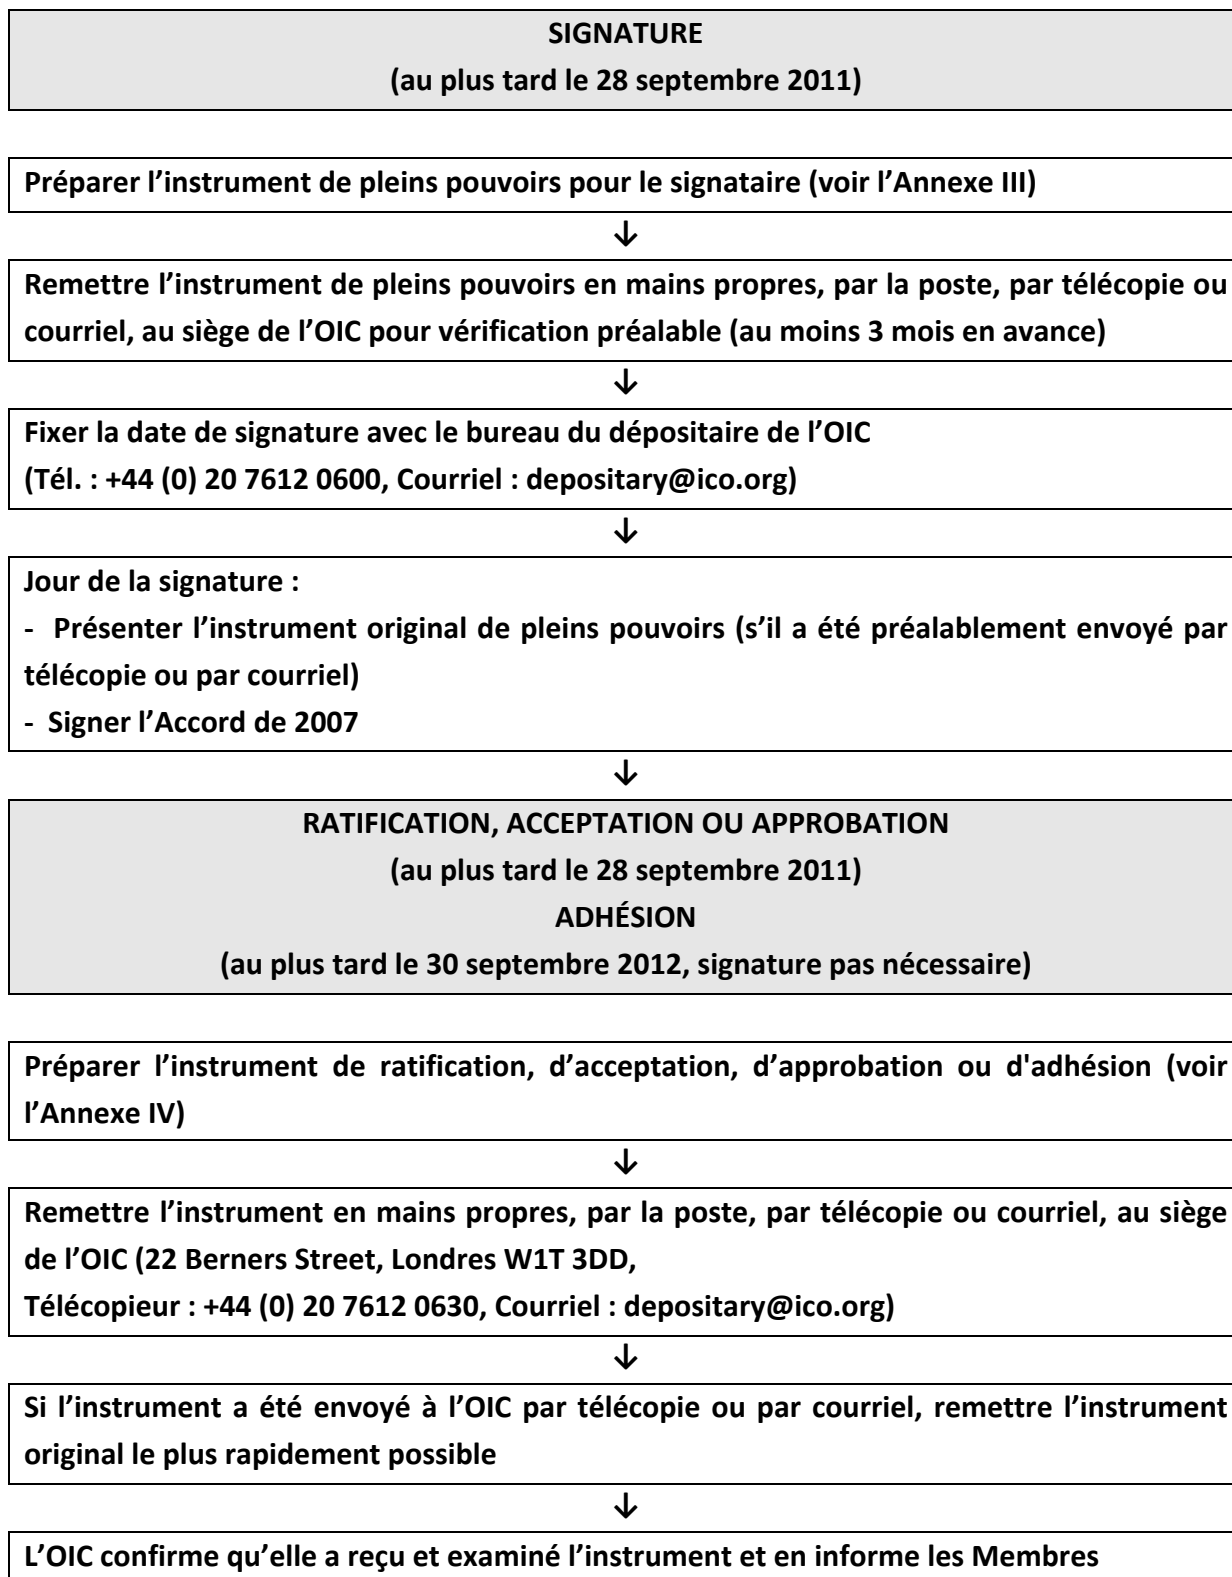 SIGNATURE
(au plus tard le 28 septembre 2011)
Préparer l’instrument de pleins pouvoirs pour le signataire (voir l’Annexe III)
↓
Remettre l’instrument de pleins pouvoirs en mains propres, par la poste, par télécopie ou
courriel, au siège de l’OIC pour vérification préalable (au moins 3 mois en avance)
↓
Fixer la date de signature avec le bureau du dépositaire de l’OIC
(Tél. : +44 (0) 20 7612 0600, Courriel : depositary@ico.org)
↓
Jour de la signature :
- Présenter l’instrument original de pleins pouvoirs (s’il a été préalablement envoyé par
télécopie ou par courriel)
- Signer l’Accord de 2007
↓
RATIFICATION, ACCEPTATION OU APPROBATION
(au plus tard le 28 septembre 2011)
ADHÉSION
(au plus tard le 30 septembre 2012, signature pas nécessaire)
Préparer l’instrument de ratification, d’acceptation, d’approbation ou d'adhésion (voir
l’Annexe IV)
↓
Remettre l’instrument en mains propres, par la poste, par télécopie ou courriel, au siège
de l’OIC (22 Berners Street, Londres W1T 3DD,
Télécopieur : +44 (0) 20 7612 0630, Courriel : depositary@ico.org)
↓
Si l’instrument a été envoyé à l’OIC par télécopie ou par courriel, remettre l’instrument
original le plus rapidement possible
↓
L’OIC confirme qu’elle a reçu et examiné l’instrument et en informe les Membres